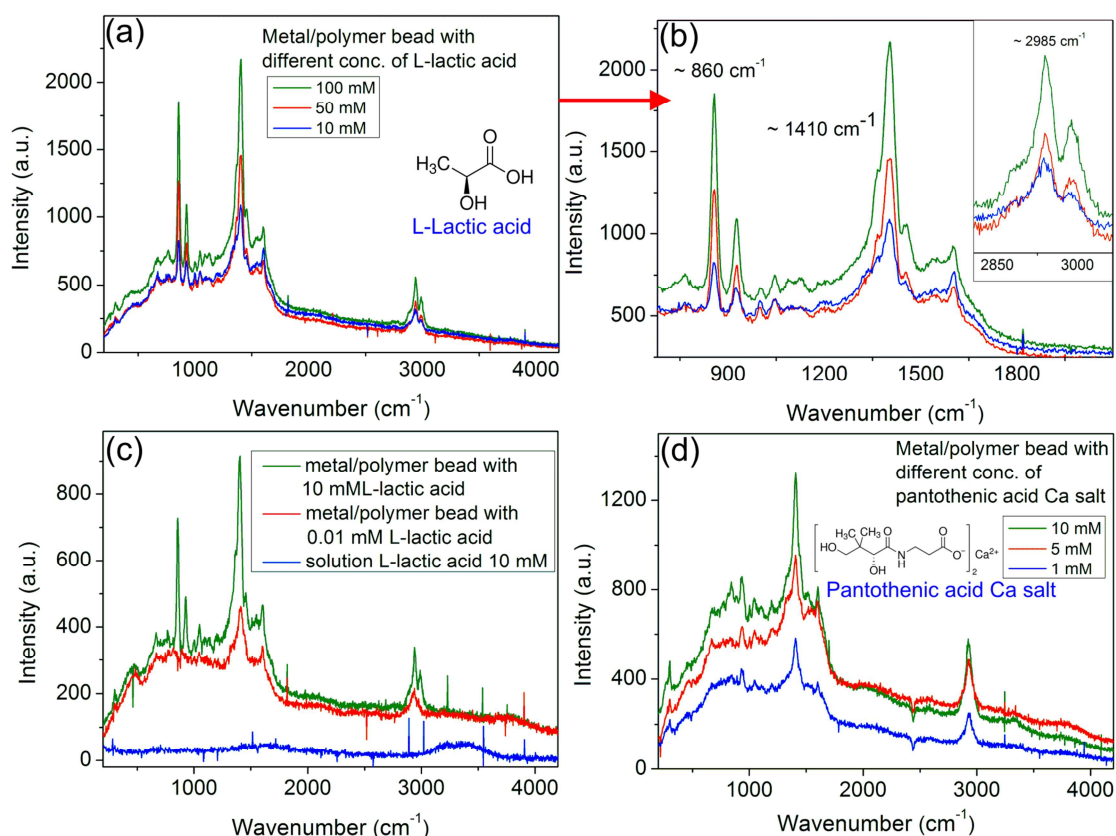 (a)
Metal/polymer bead with
different conc. of L-lactic acid
100 mM
50 mM
10 mM
O
H₃C
OH
OH
L-Lactic acid
2000
1500
1000
500
0
Intensity (a.u.)
1000 2000 3000 4000
Wavenumber (cm⁻¹)
(b)
~ 860 cm⁻¹
~ 1410 cm⁻¹
~ 2985 cm⁻¹
2850 3000
2000
1500
1000
500
Intensity (a.u.)
900 1200 1500 1800
Wavenumber (cm⁻¹)
(c)
metal/polymer bead with
10 mML-lactic acid
metal/polymer bead with
0.01 mM L-lactic acid
solution L-lactic acid 10 mM
800
600
400
200
0
Intensity (a.u.)
1000 2000 3000 4000
Wavenumber (cm⁻¹)
(d)
Metal/polymer bead with
different conc. of
pantothenic acid Ca salt
10 mM
5 mM
1 mM
H₃C CH₃ O O
HO N O⁻ Ca²⁺
OH H 2
Pantothenic acid Ca salt
1200
800
400
0
Intensity (a.u.)
1000 2000 3000 4000
Wavenumber (cm⁻¹)